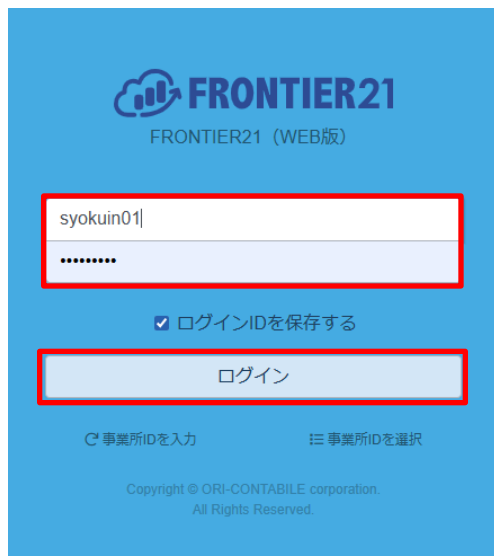 FRONTIER21
FRONTIER21（WEB版）
syokuin01
•••••••••
ログインIDを保存する
ログイン
事業所IDを入力
事業所IDを選択
Copyright © ORI-CONTABILE corporation.
All Rights Reserved.